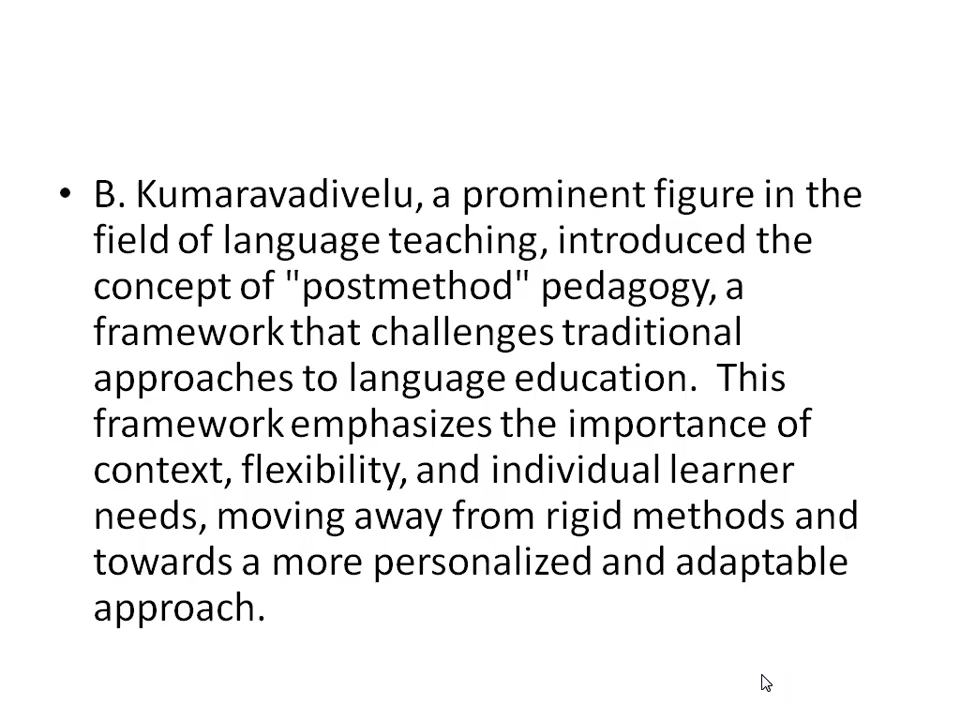 • B. Kumaravadivelu, a prominent figure in the
field of language teaching, introduced the
concept of "postmethod" pedagogy, a
framework that challenges traditional
approaches to language education.  This
framework emphasizes the importance of
context, flexibility, and individual learner
needs, moving away from rigid methods and
towards a more personalized and adaptable
approach.